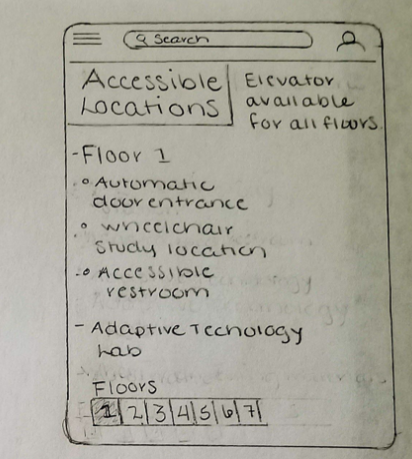 Search
Accessible
Locations
Elevator
available
for all floors.
- Floor 1
• Automatic
door entrance
• wheelchair
study location
• Accessible
restroom
- Adaptive Tecnology
Lab
Floors
1 2 3 4 5 6 7